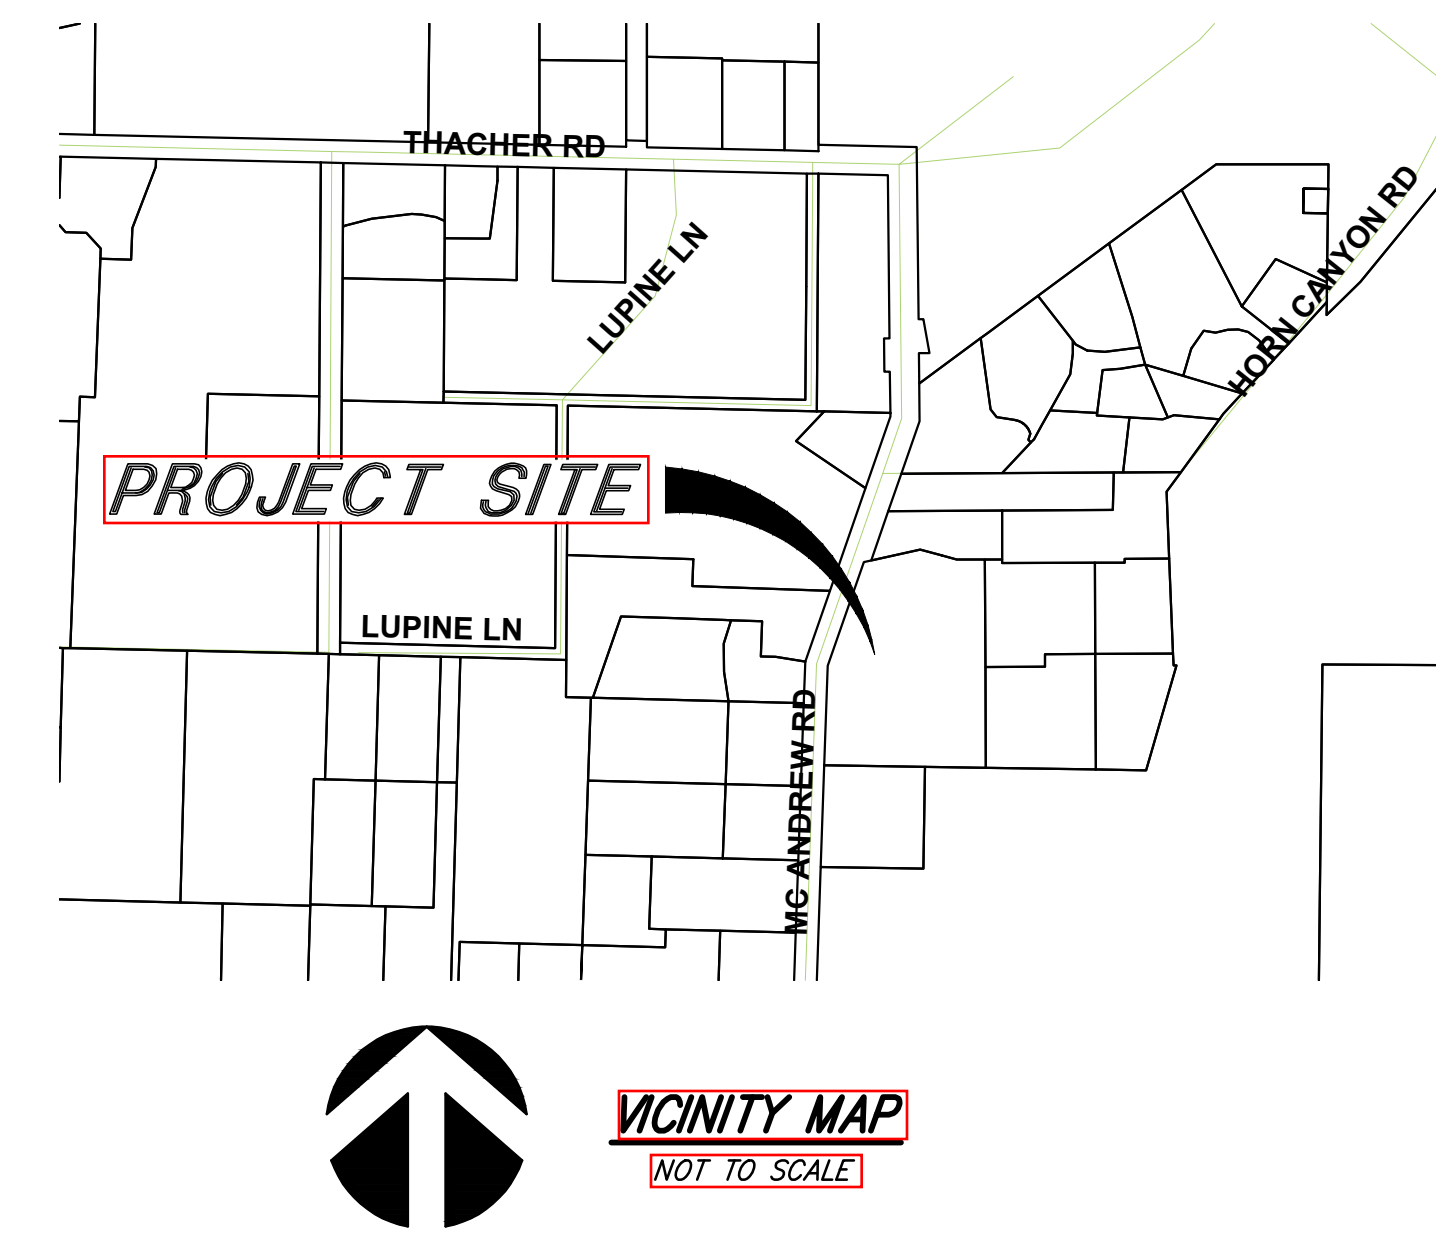 THACHER RD
HORN CANYON RD
LUPINE LN
PROJECT SITE
LUPINE LN
MC ANDREW RD
VICINITY MAP
NOT TO SCALE